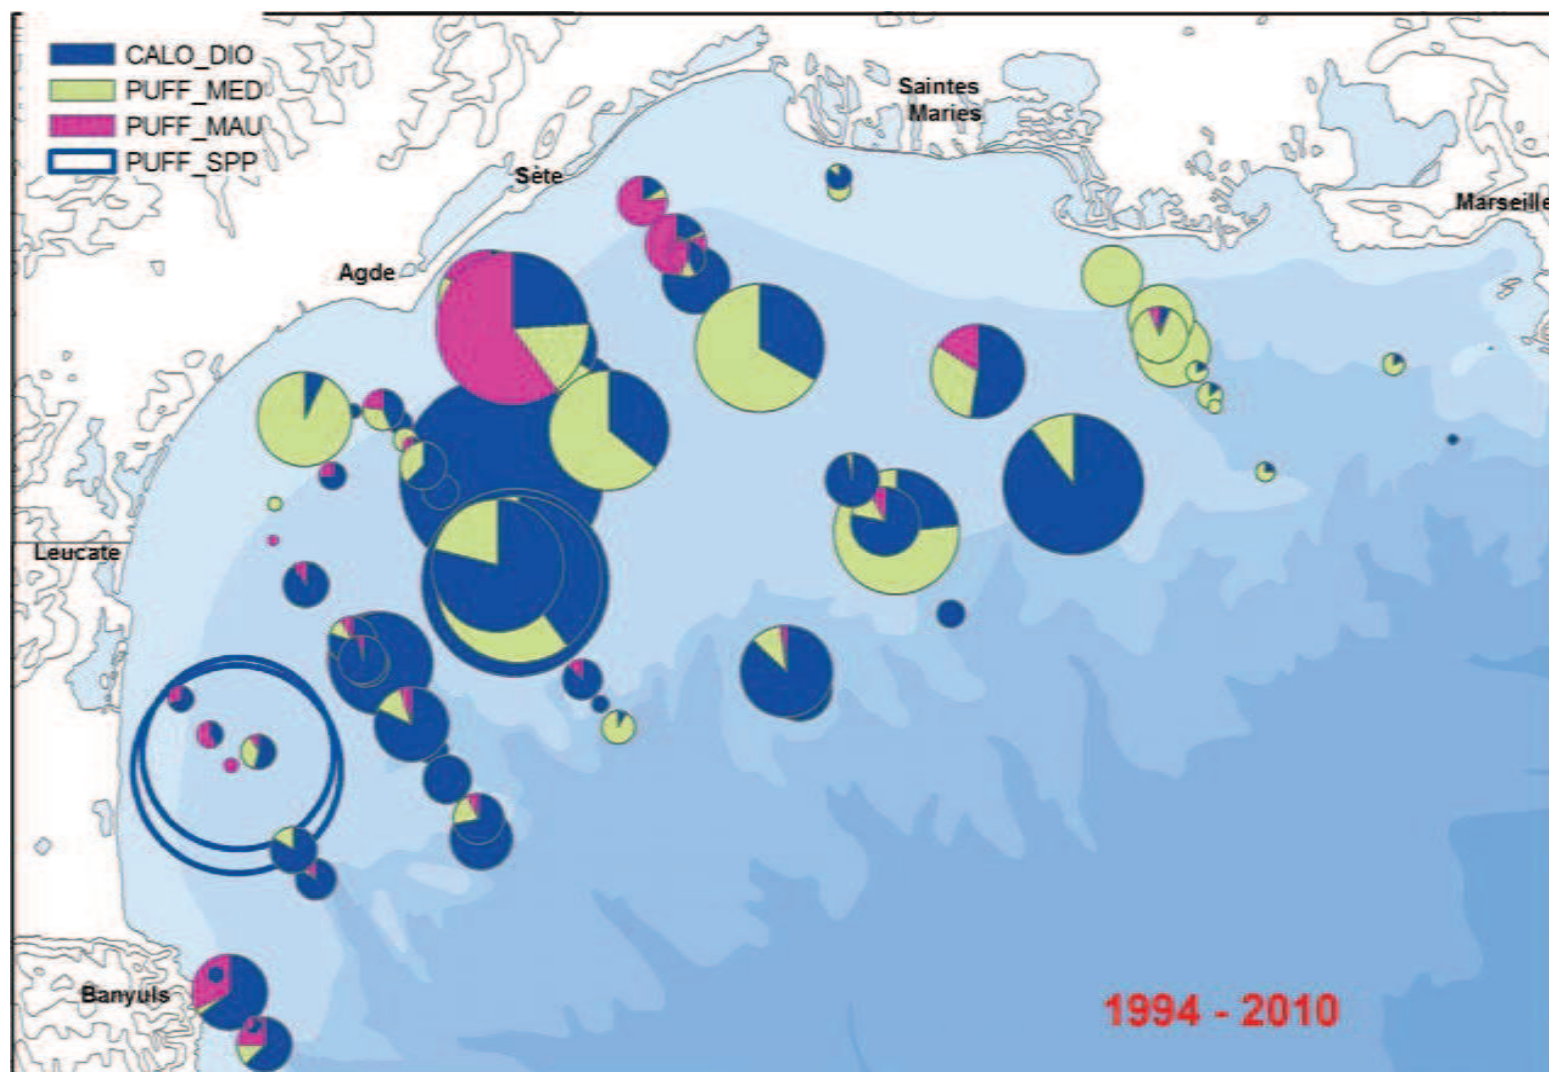 CALO_DIO
PUFF_MED
PUFF_MAU
PUFF_SPP
Saintes
Maries
Sète
Marseille
Agde
Leucate
Banyuls
1994 - 2010